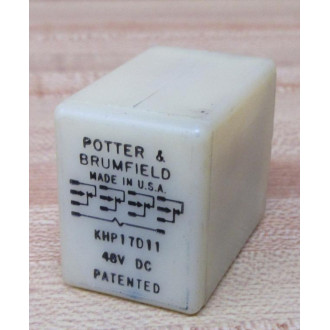 POTTER &
BRUMFIELD
MADE IN U.S.A.
KHP17D11
48V DC
PATENTED